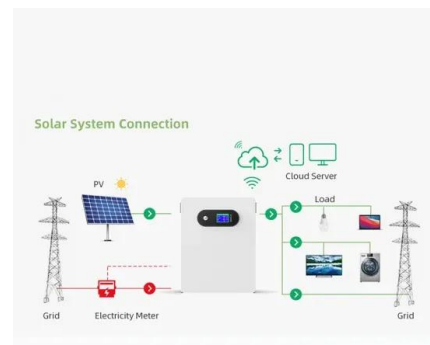 Solar System Connection
Cloud Server
PV
Load
Grid
Electricity Meter
Grid